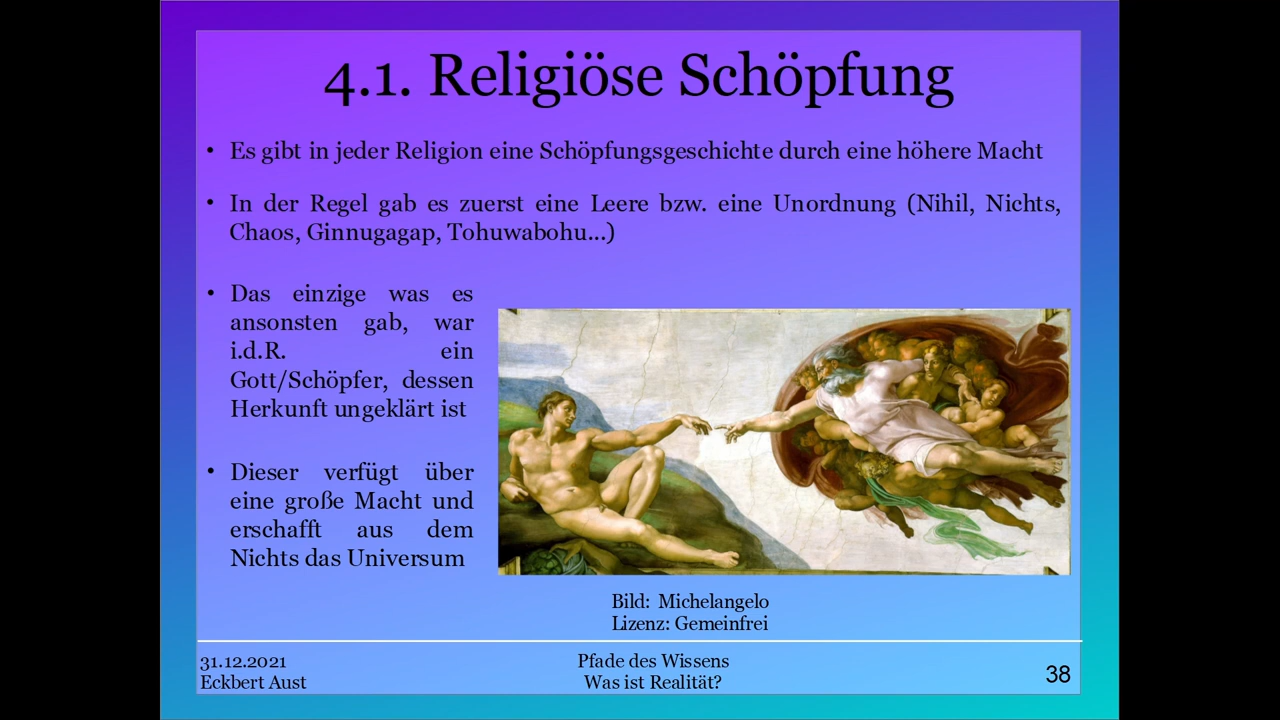 4.1. Religiöse Schöpfung
• Es gibt in jeder Religion eine Schöpfungsgeschichte durch eine höhere Macht
• In der Regel gab es zuerst eine Leere bzw. eine Unordnung (Nihil, Nichts,
Chaos, Ginnugagap, Tohuwabohu...)
• Das einzige was es
ansonsten gab, war
i.d.R. ein
Gott/Schöpfer, dessen
Herkunft ungeklärt ist
• Dieser verfügt über
eine große Macht und
erschafft aus dem
Nichts das Universum
Bild: Michelangelo
Lizenz: Gemeinfrei
31.12.2021
Eckbert Aust
Pfade des Wissens
Was ist Realität?
38